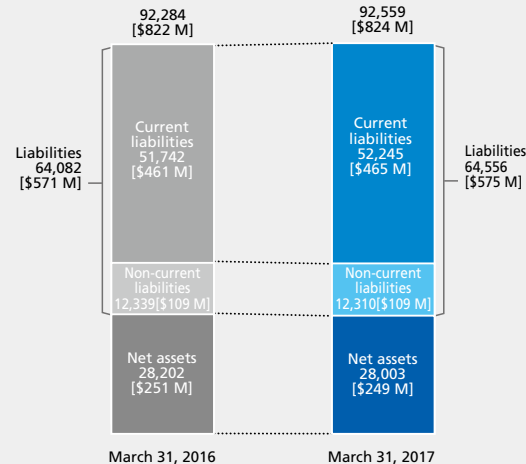 92,284
[$822 M]
92,559
[$824 M]
Liabilities
64,082
[$571 M]
Current
liabilities
51,742
[$461 M]
Current
liabilities
52,245
[$465 M]
Liabilities
64,556
[$575 M]
Non-current
liabilities
12,339[$109 M]
Non-current
liabilities
12,310[$109 M]
Net assets
28,202
[$251 M]
Net assets
28,003
[$249 M]
March 31, 2016
March 31, 2017